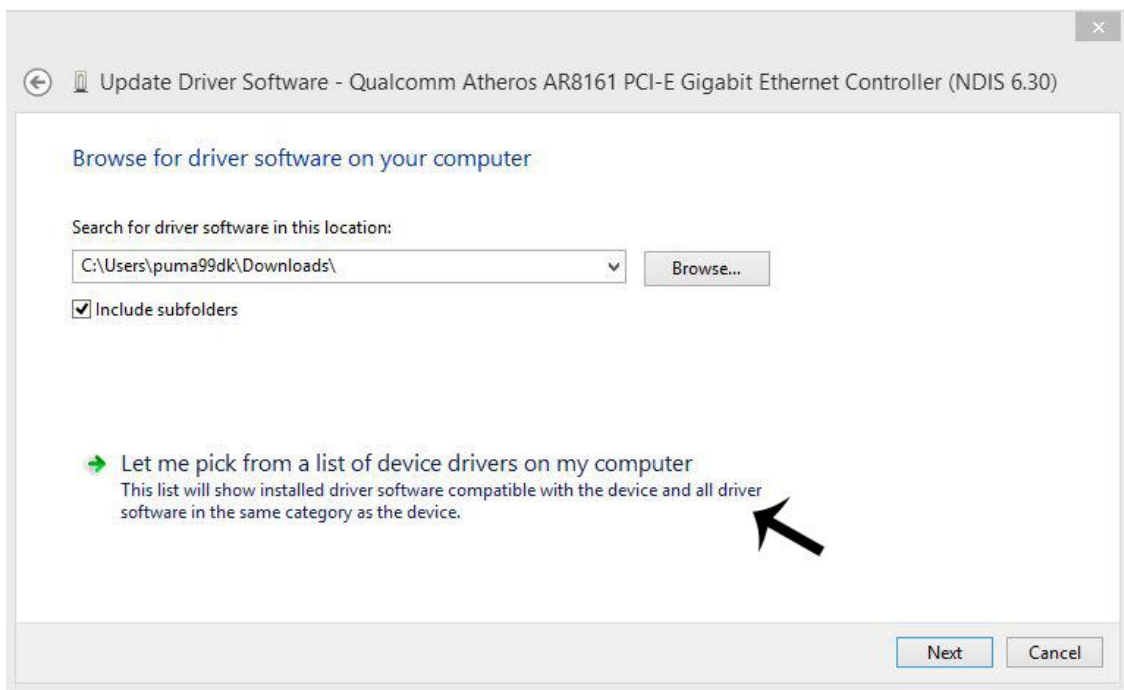 Update Driver Software - Qualcomm Atheros AR8161 PCI-E Gigabit Ethernet Controller (NDIS 6.30)
Browse for driver software on your computer
Search for driver software in this location:
C:\Users\puma99dk\Downloads\
Browse...
Include subfolders
Let me pick from a list of device drivers on my computer
This list will show installed driver software compatible with the device and all driver
software in the same category as the device.
Next
Cancel